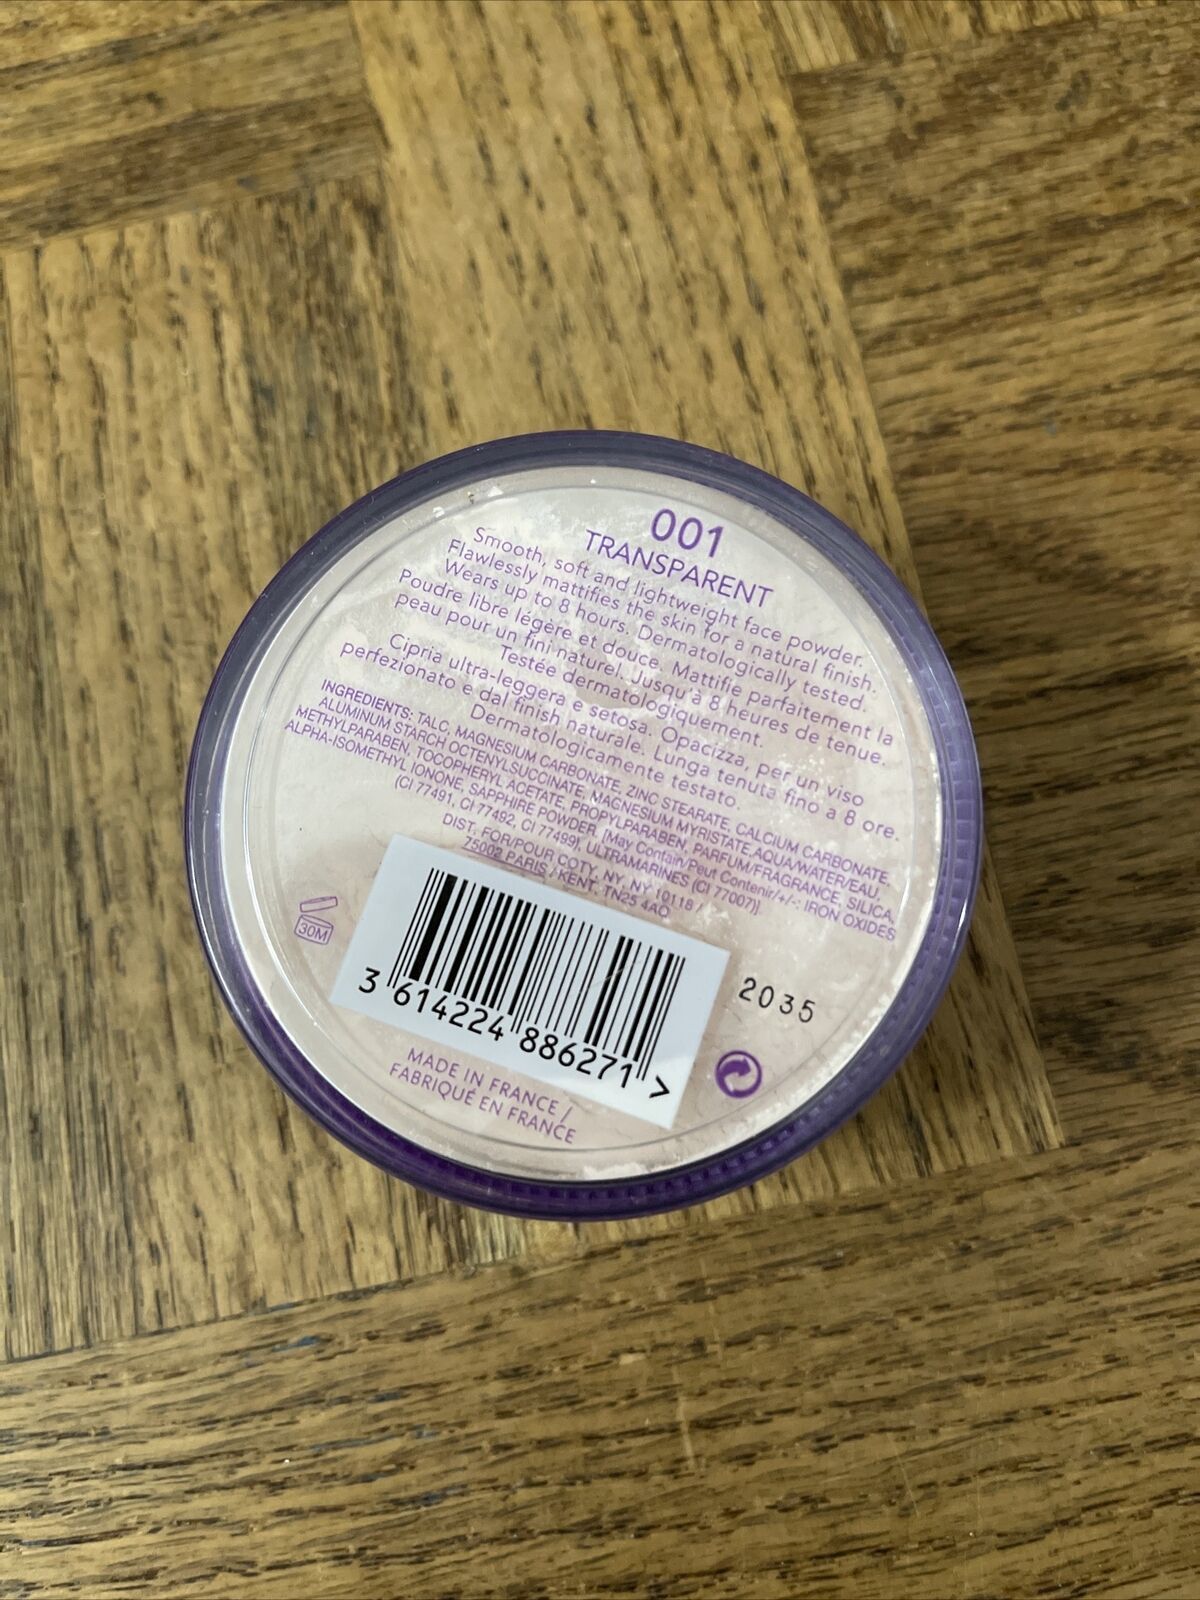 001
TRANSPARENT
Smooth, soft and lightweight face powder.
Flawlessly mattifies the skin for a natural finish.
Wears up to 8 hours. Dermatologically tested.
Poudre libre légère et douce. Mattifie parfaitement la
peau pour un fini naturel. Jusqu'à 8 heures de tenue.
Testée dermatologiquement.
Cipria ultra-leggera e setosa. Opacizza, per un viso
perfezionato e dal finish naturale. Lunga tenuta fino a 8 ore.
Dermatologicamente testato.
INGREDIENTS: TALC, MAGNESIUM CARBONATE, ZINC STEARATE, CALCIUM CARBONATE,
ALUMINUM STARCH OCTENYLSUCCINATE, MAGNESIUM MYRISTATE, AQUA/WATER/EAU,
METHYLPARABEN, TOCOPHERYL ACETATE, PROPYLPARABEN, PARFUM/FRAGRANCE, SILICA,
ALPHA-ISOMETHYL IONONE, SAPPHIRE POWDER. [May Contain/Peut Contenir/+/-: IRON OXIDES
(CI 77491, CI 77492, CI 77499), ULTRAMARINES (CI 77007)].
DIST. FOR/POUR COTY, NY, NY 10118 /
75002 PARIS / KENT, TN25 4AQ
30M
3 614224 886271 >
2035
MADE IN FRANCE /
FABRIQUÉ EN FRANCE